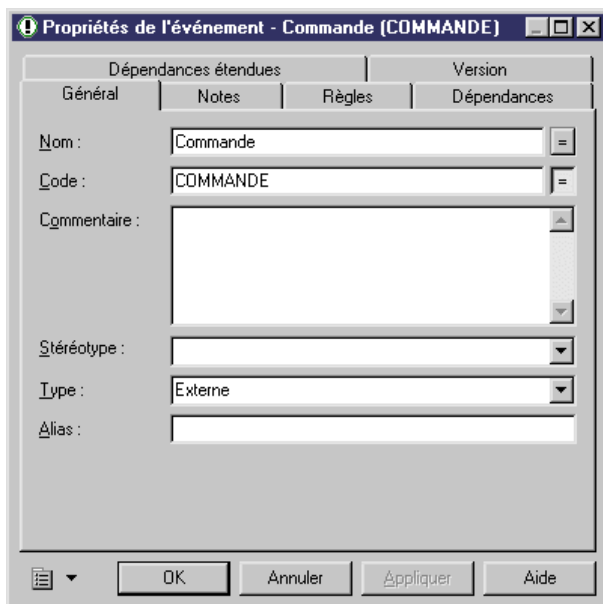 Propriétés de l'événement - Commande (COMMANDE)
Dépendances étendues Version
Général Notes Règles Dépendances
Nom : Commande =
Code : COMMANDE =
Commentaire :
Stéréotype :
Type : Externe
Alias :
OK Annuler Appliquer Aide